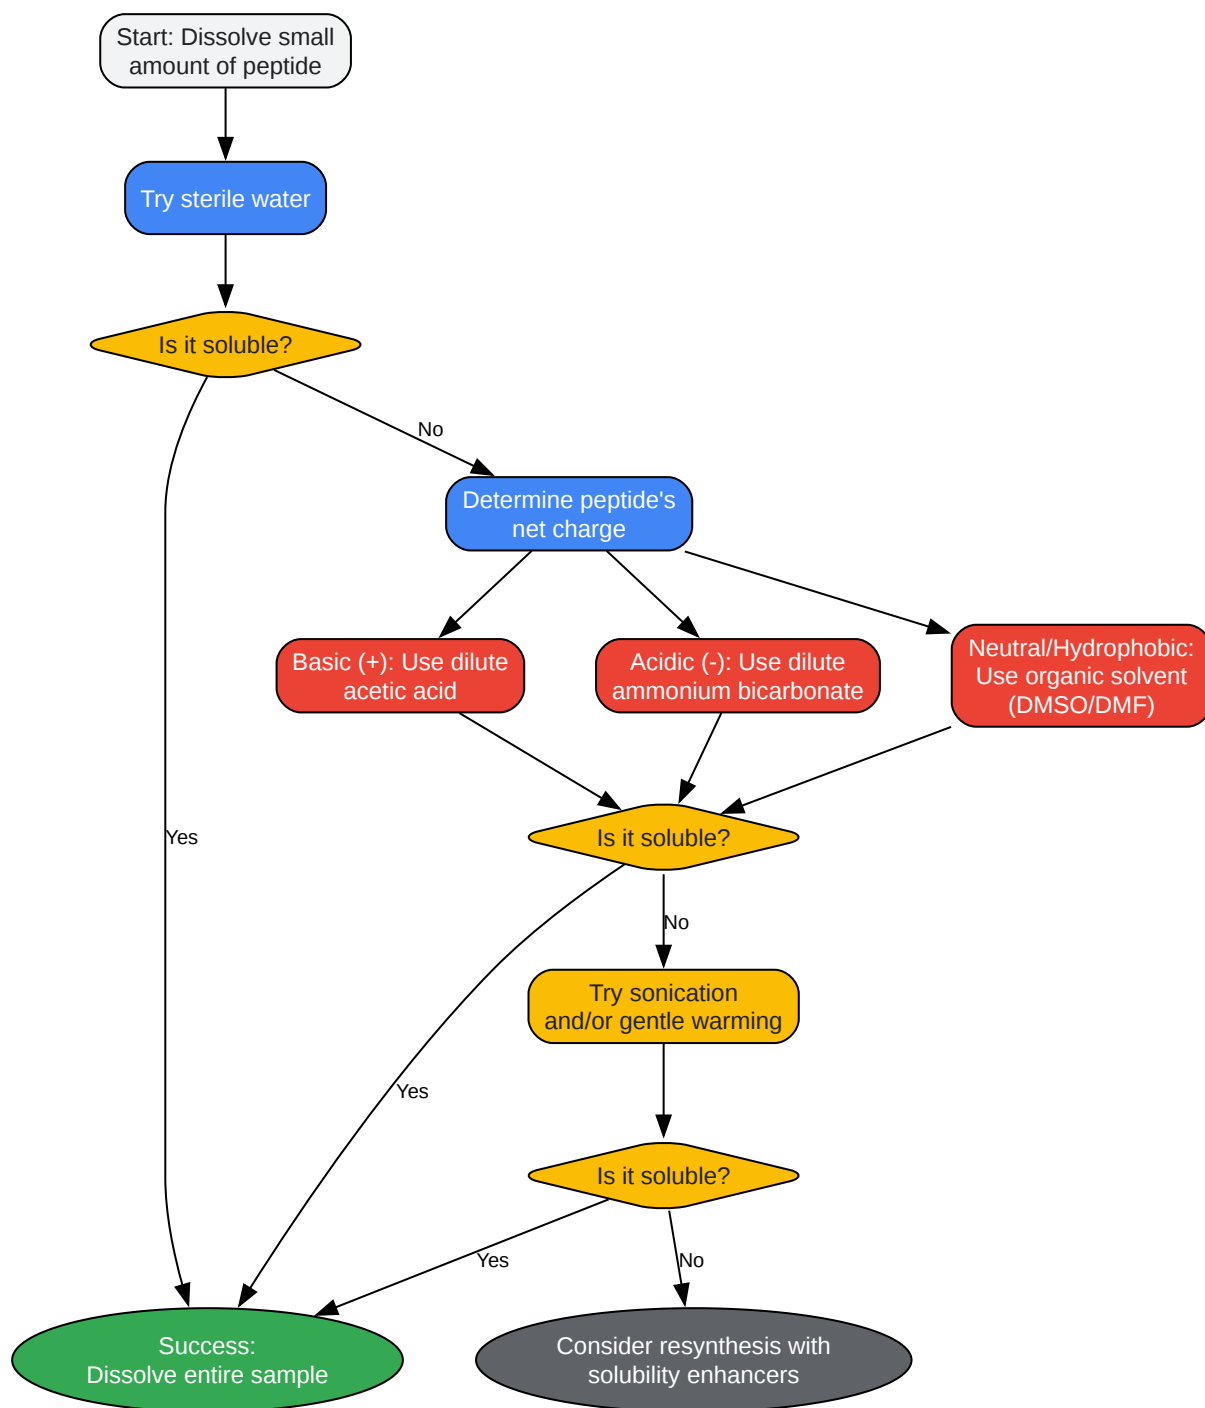 Start: Dissolve small
amount of peptide
Try sterile water
Is it soluble?
No
Determine peptide's
net charge
Basic (+): Use dilute
acetic acid
Acidic (-): Use dilute
ammonium bicarbonate
Neutral/Hydrophobic:
Use organic solvent
(DMSO/DMF)
Yes
Is it soluble?
No
Try sonication
and/or gentle warming
Yes
Is it soluble?
Yes
No
Success:
Dissolve entire sample
Consider resynthesis with
solubility enhancers